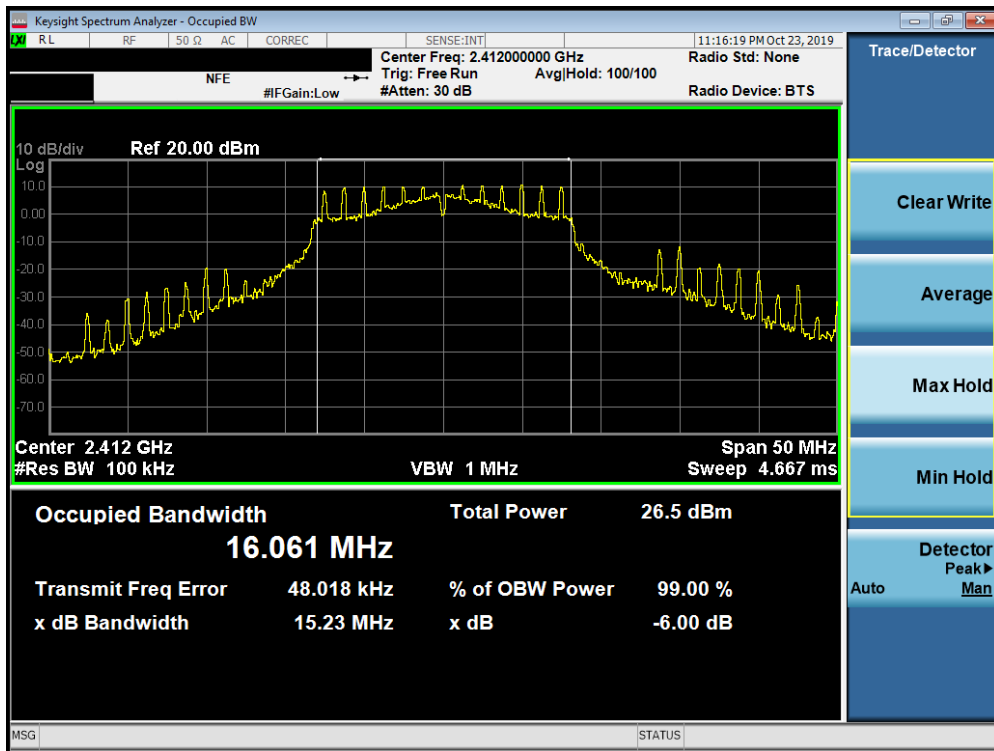 Keysight Spectrum Analyzer - Occupied BW
LXI RL RF 50 Ω AC CORREC SENSE:INT 11:16:19 PM Oct 23, 2019
Center Freq: 2.412000000 GHz Radio Std: None
NFE Trig: Free Run Avg|Hold: 100/100
#IFGain:Low #Atten: 30 dB Radio Device: BTS
10 dB/div Ref 20.00 dBm
Log
10.0
0.00
-10.0
-20.0
-30.0
-40.0
-50.0
-60.0
-70.0
Center 2.412 GHz Span 50 MHz
#Res BW 100 kHz VBW 1 MHz Sweep 4.667 ms
Occupied Bandwidth Total Power 26.5 dBm
16.061 MHz
Transmit Freq Error 48.018 kHz % of OBW Power 99.00 %
x dB Bandwidth 15.23 MHz x dB -6.00 dB
MSG STATUS
Trace/Detector
Clear Write
Average
Max Hold
Min Hold
Detector
Peak▶
Auto Man